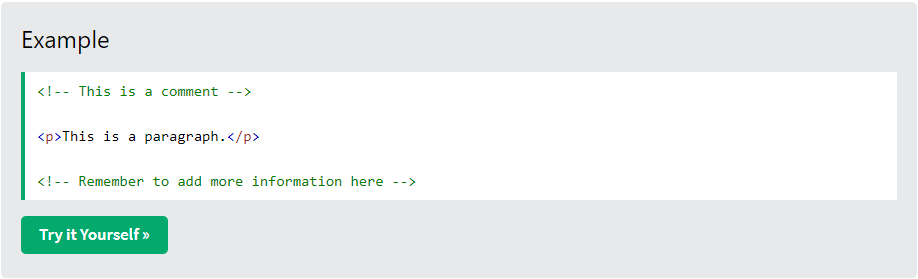 Example
<!-- This is a comment -->
<p>This is a paragraph.</p>
<!-- Remember to add more information here -->
Try it Yourself »